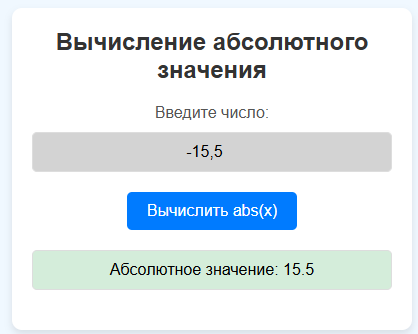 Вычисление абсолютного
значения
Введите число:
-15,5
Вычислить abs(x)
Абсолютное значение: 15.5